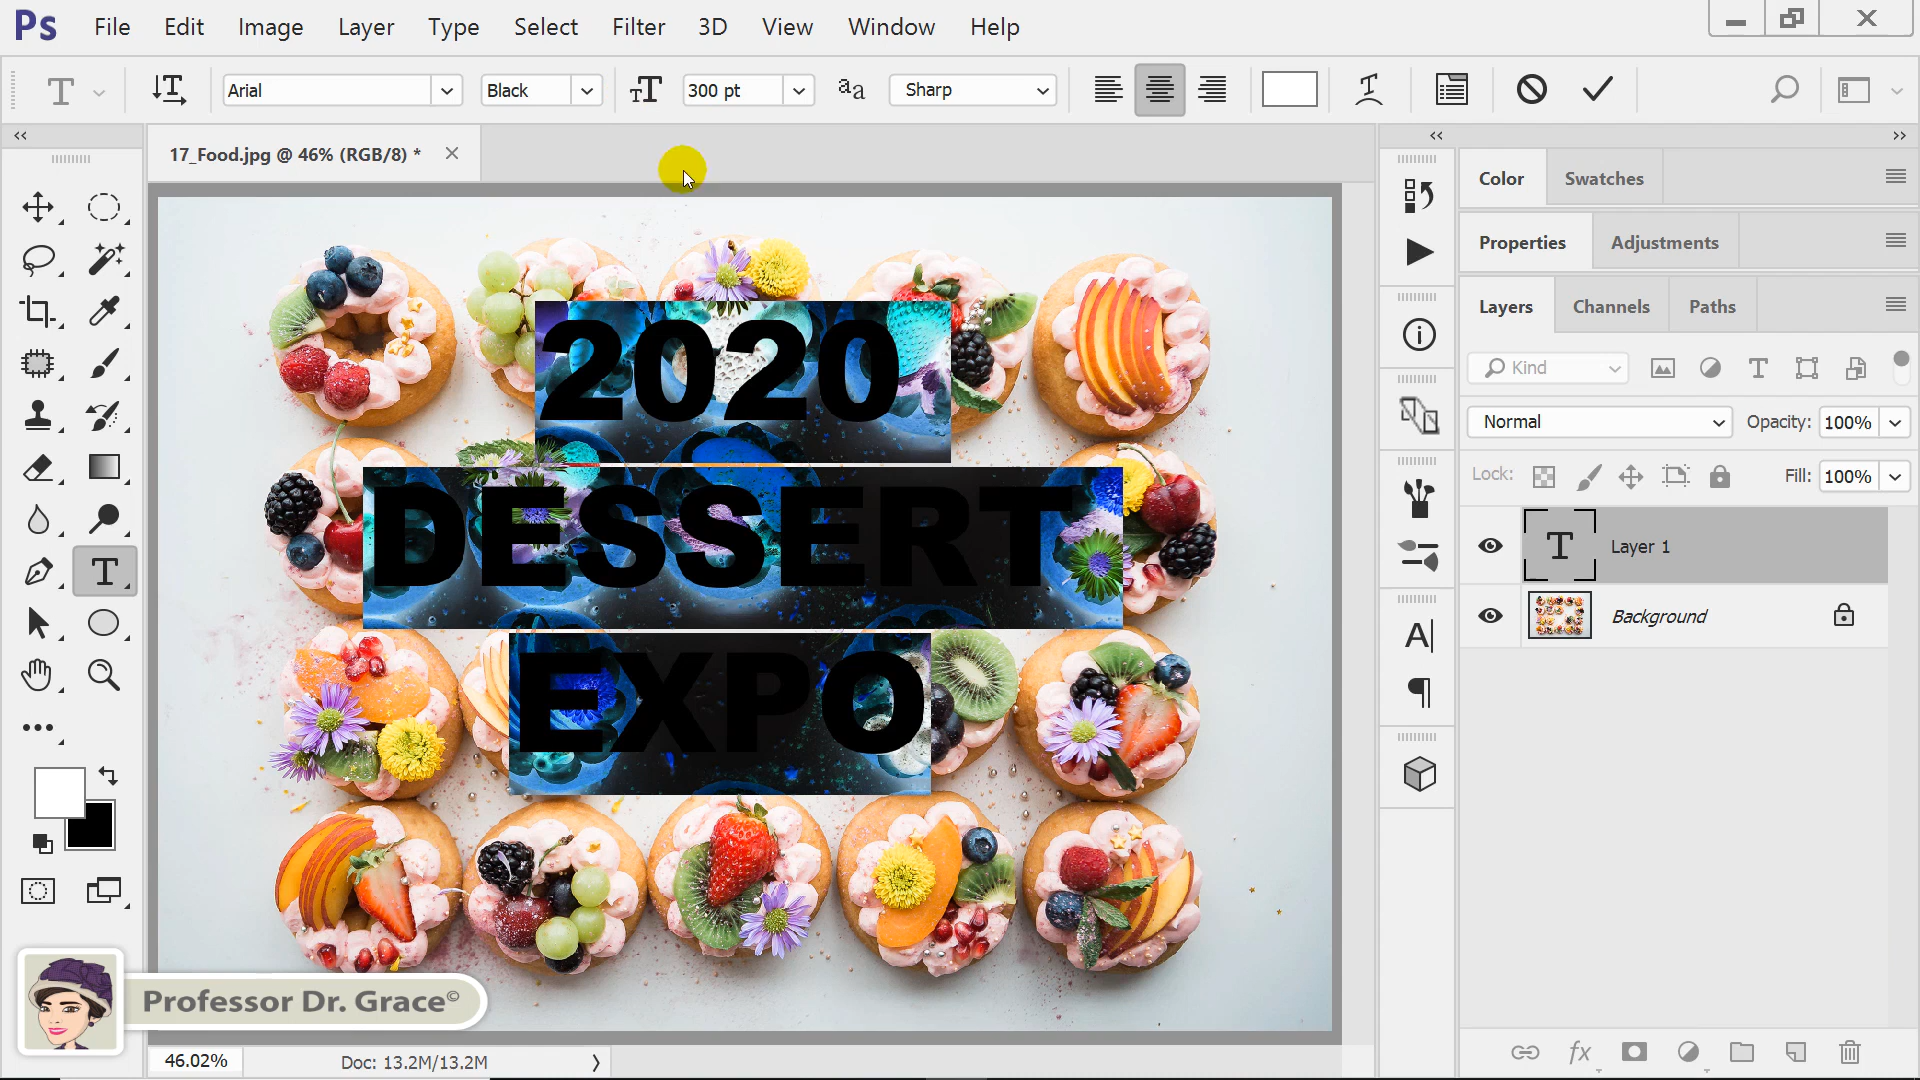 Ps File Edit Image Layer Type Select Filter 3D View Window Help
T Arial Black 300 pt aa Sharp
17_Food.jpg @ 46% (RGB/8) *
Color Swatches
Properties Adjustments
Layers Channels Paths
Kind
Normal Opacity: 100%
Lock: Fill: 100%
T Layer 1
Background
2020
DESSERT
EXPO
Professor Dr. Grace©
46.02% Doc: 13.2M/13.2M